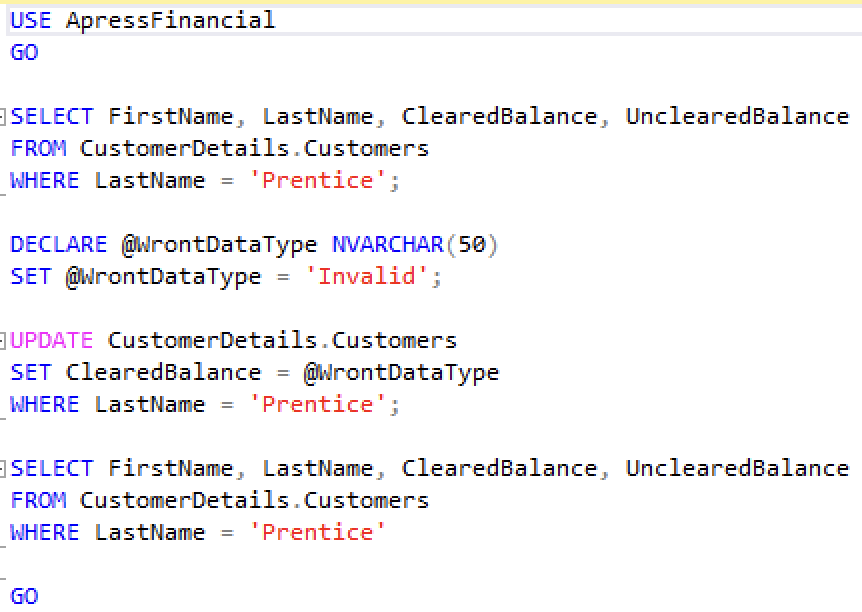 USE ApressFinancial
GO
SELECT FirstName, LastName, ClearedBalance, UnclearedBalance
FROM CustomerDetails.Customers
WHERE LastName = 'Prentice';
DECLARE @WrontDataType NVARCHAR(50)
SET @WrontDataType = 'Invalid';
UPDATE CustomerDetails.Customers
SET ClearedBalance = @WrontDataType
WHERE LastName = 'Prentice';
SELECT FirstName, LastName, ClearedBalance, UnclearedBalance
FROM CustomerDetails.Customers
WHERE LastName = 'Prentice'
GO